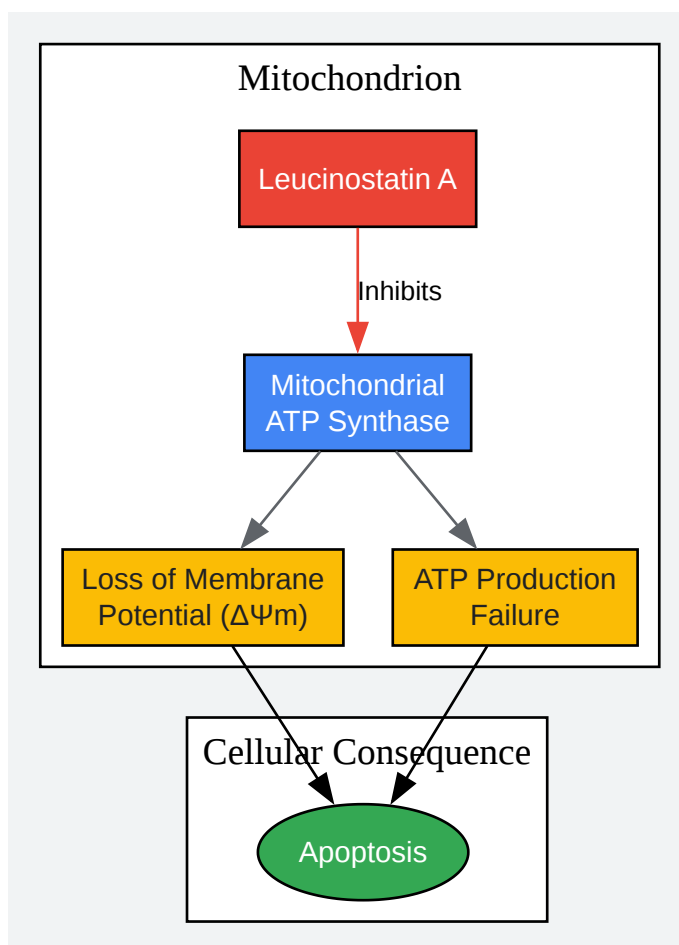 Mitochondrion
Leucinostatin A
Inhibits
Mitochondrial
ATP Synthase
Loss of Membrane
Potential (ΔΨm)
ATP Production
Failure
Cellular Consequence
Apoptosis